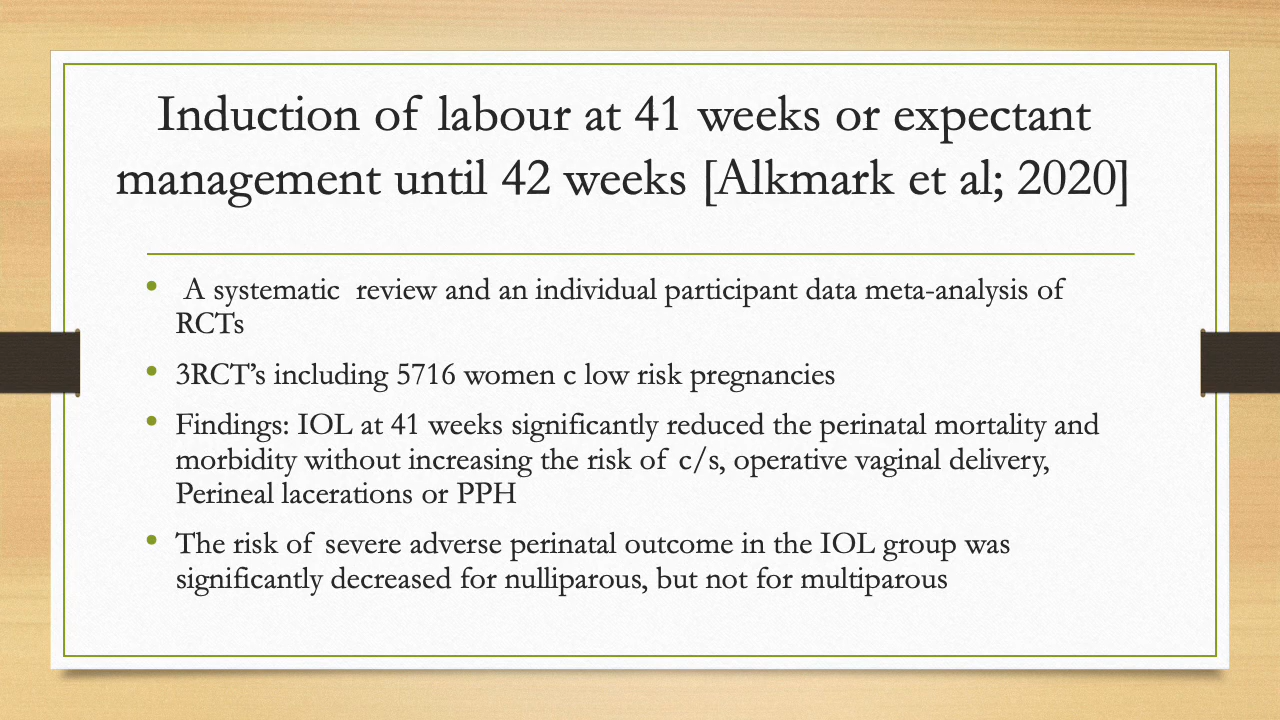 Induction of labour at 41 weeks or expectant
management until 42 weeks [Alkmark et al; 2020]
• A systematic review and an individual participant data meta-analysis of
RCTs
• 3RCT’s including 5716 women c low risk pregnancies
• Findings: IOL at 41 weeks significantly reduced the perinatal mortality and
morbidity without increasing the risk of c/s, operative vaginal delivery,
Perineal lacerations or PPH
• The risk of severe adverse perinatal outcome in the IOL group was
significantly decreased for nulliparous, but not for multiparous